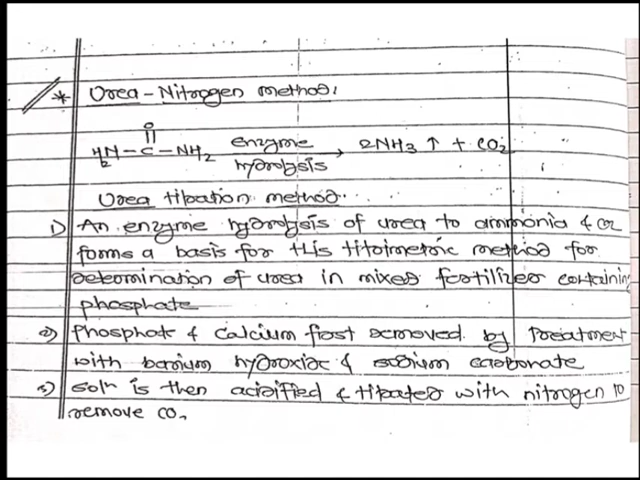 * Urea - Nitrogen method:
O
H2N - C - NH2 enzyme hydrolysis → 2NH3 ↑ + CO2
Urea titration method.
1) An enzyme hydrolysis of urea to ammonia & co2
forms a basis for this titrimetric method for
determination of urea in mixed fertilizer containing
phosphate
2) phosphate & calcium first removed by treatment
with barium hydroxide & sodium carbonate
3) soln is then acidified & titrated with nitrogen to
remove co2